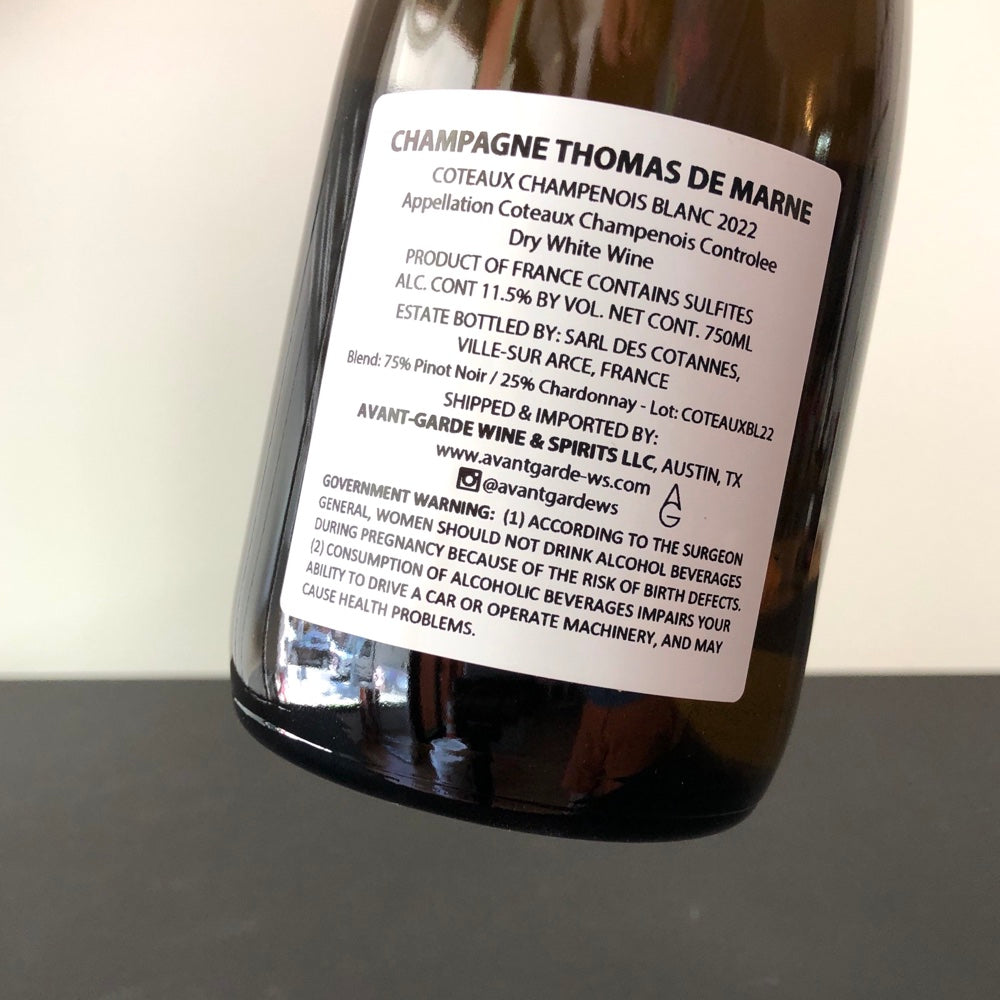 CHAMPAGNE THOMAS DE MARNE
COTEAUX CHAMPENOIS BLANC 2022
Appellation Coteaux Champenois Controlee
Dry White Wine
PRODUCT OF FRANCE CONTAINS SULFITES
ALC. CONT 11.5% BY VOL. NET CONT. 750ML
ESTATE BOTTLED BY: SARL DES COTANNES,
VILLE-SUR ARCE, FRANCE
Blend: 75% Pinot Noir / 25% Chardonnay - Lot: COTEAUXBL22
SHIPPED & IMPORTED BY:
AVANT-GARDE WINE & SPIRITS LLC, AUSTIN, TX
www.avantgarde-ws.com
@avantgardews
AG
GOVERNMENT WARNING: (1) ACCORDING TO THE SURGEON
GENERAL, WOMEN SHOULD NOT DRINK ALCOHOL BEVERAGES
DURING PREGNANCY BECAUSE OF THE RISK OF BIRTH DEFECTS.
(2) CONSUMPTION OF ALCOHOLIC BEVERAGES IMPAIRS YOUR
ABILITY TO DRIVE A CAR OR OPERATE MACHINERY, AND MAY
CAUSE HEALTH PROBLEMS.